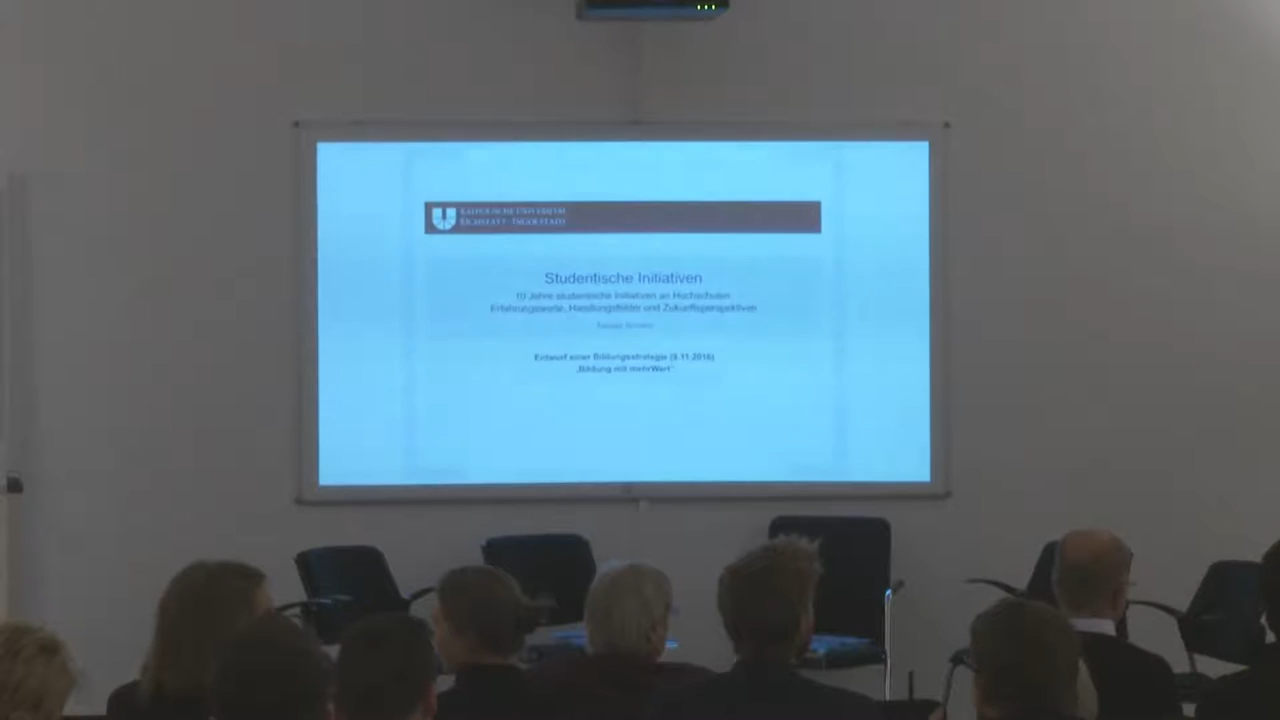 KATHOLISCHE UNIVERSITÄT
EICHSTÄTT-INGOLSTADT
Studentische Initiativen
10 Jahre studentische Initiativen an Hochschulen
Erfahrungswerte, Handlungsfelder und Zukunftsperspektiven
Entwurf einer Bildungsstrategie (9.11.2016)
„Bildung mit mehrWert“